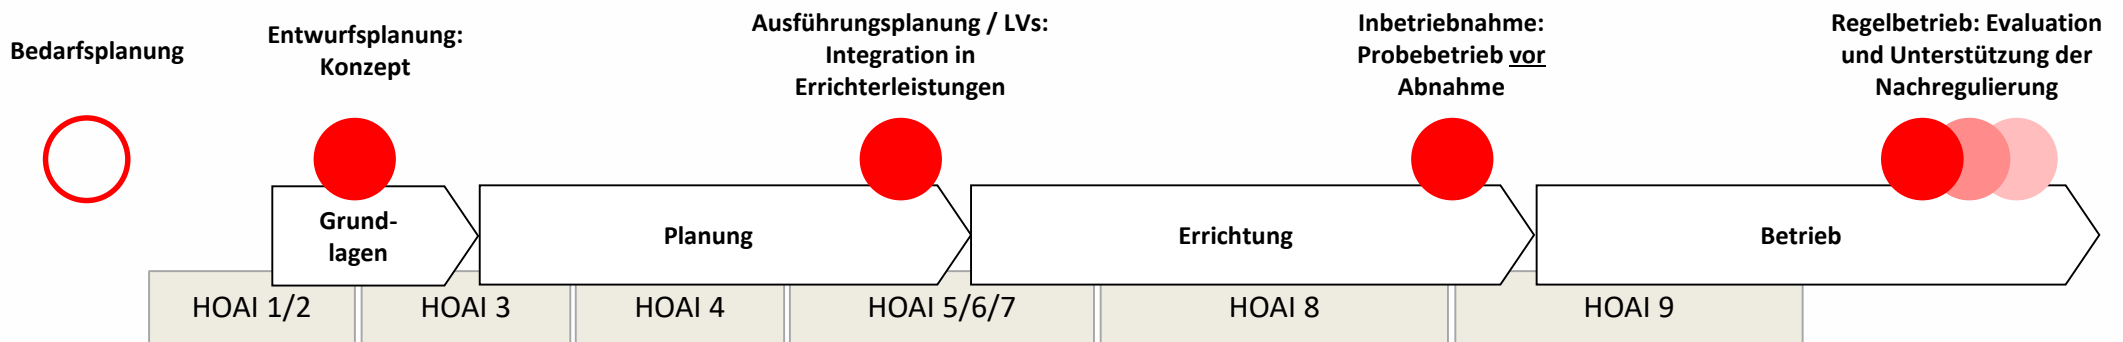 Bedarfsplanung
Entwurfsplanung:
Konzept
Ausführungsplanung / LVs:
Integration in
Errichterleistungen
Inbetriebnahme:
Probebetrieb vor
Abnahme
Regelbetrieb: Evaluation
und Unterstützung der
Nachregulierung
Grund-
lagen
Planung
Errichtung
Betrieb
HOAI 1/2
HOAI 3
HOAI 4
HOAI 5/6/7
HOAI 8
HOAI 9